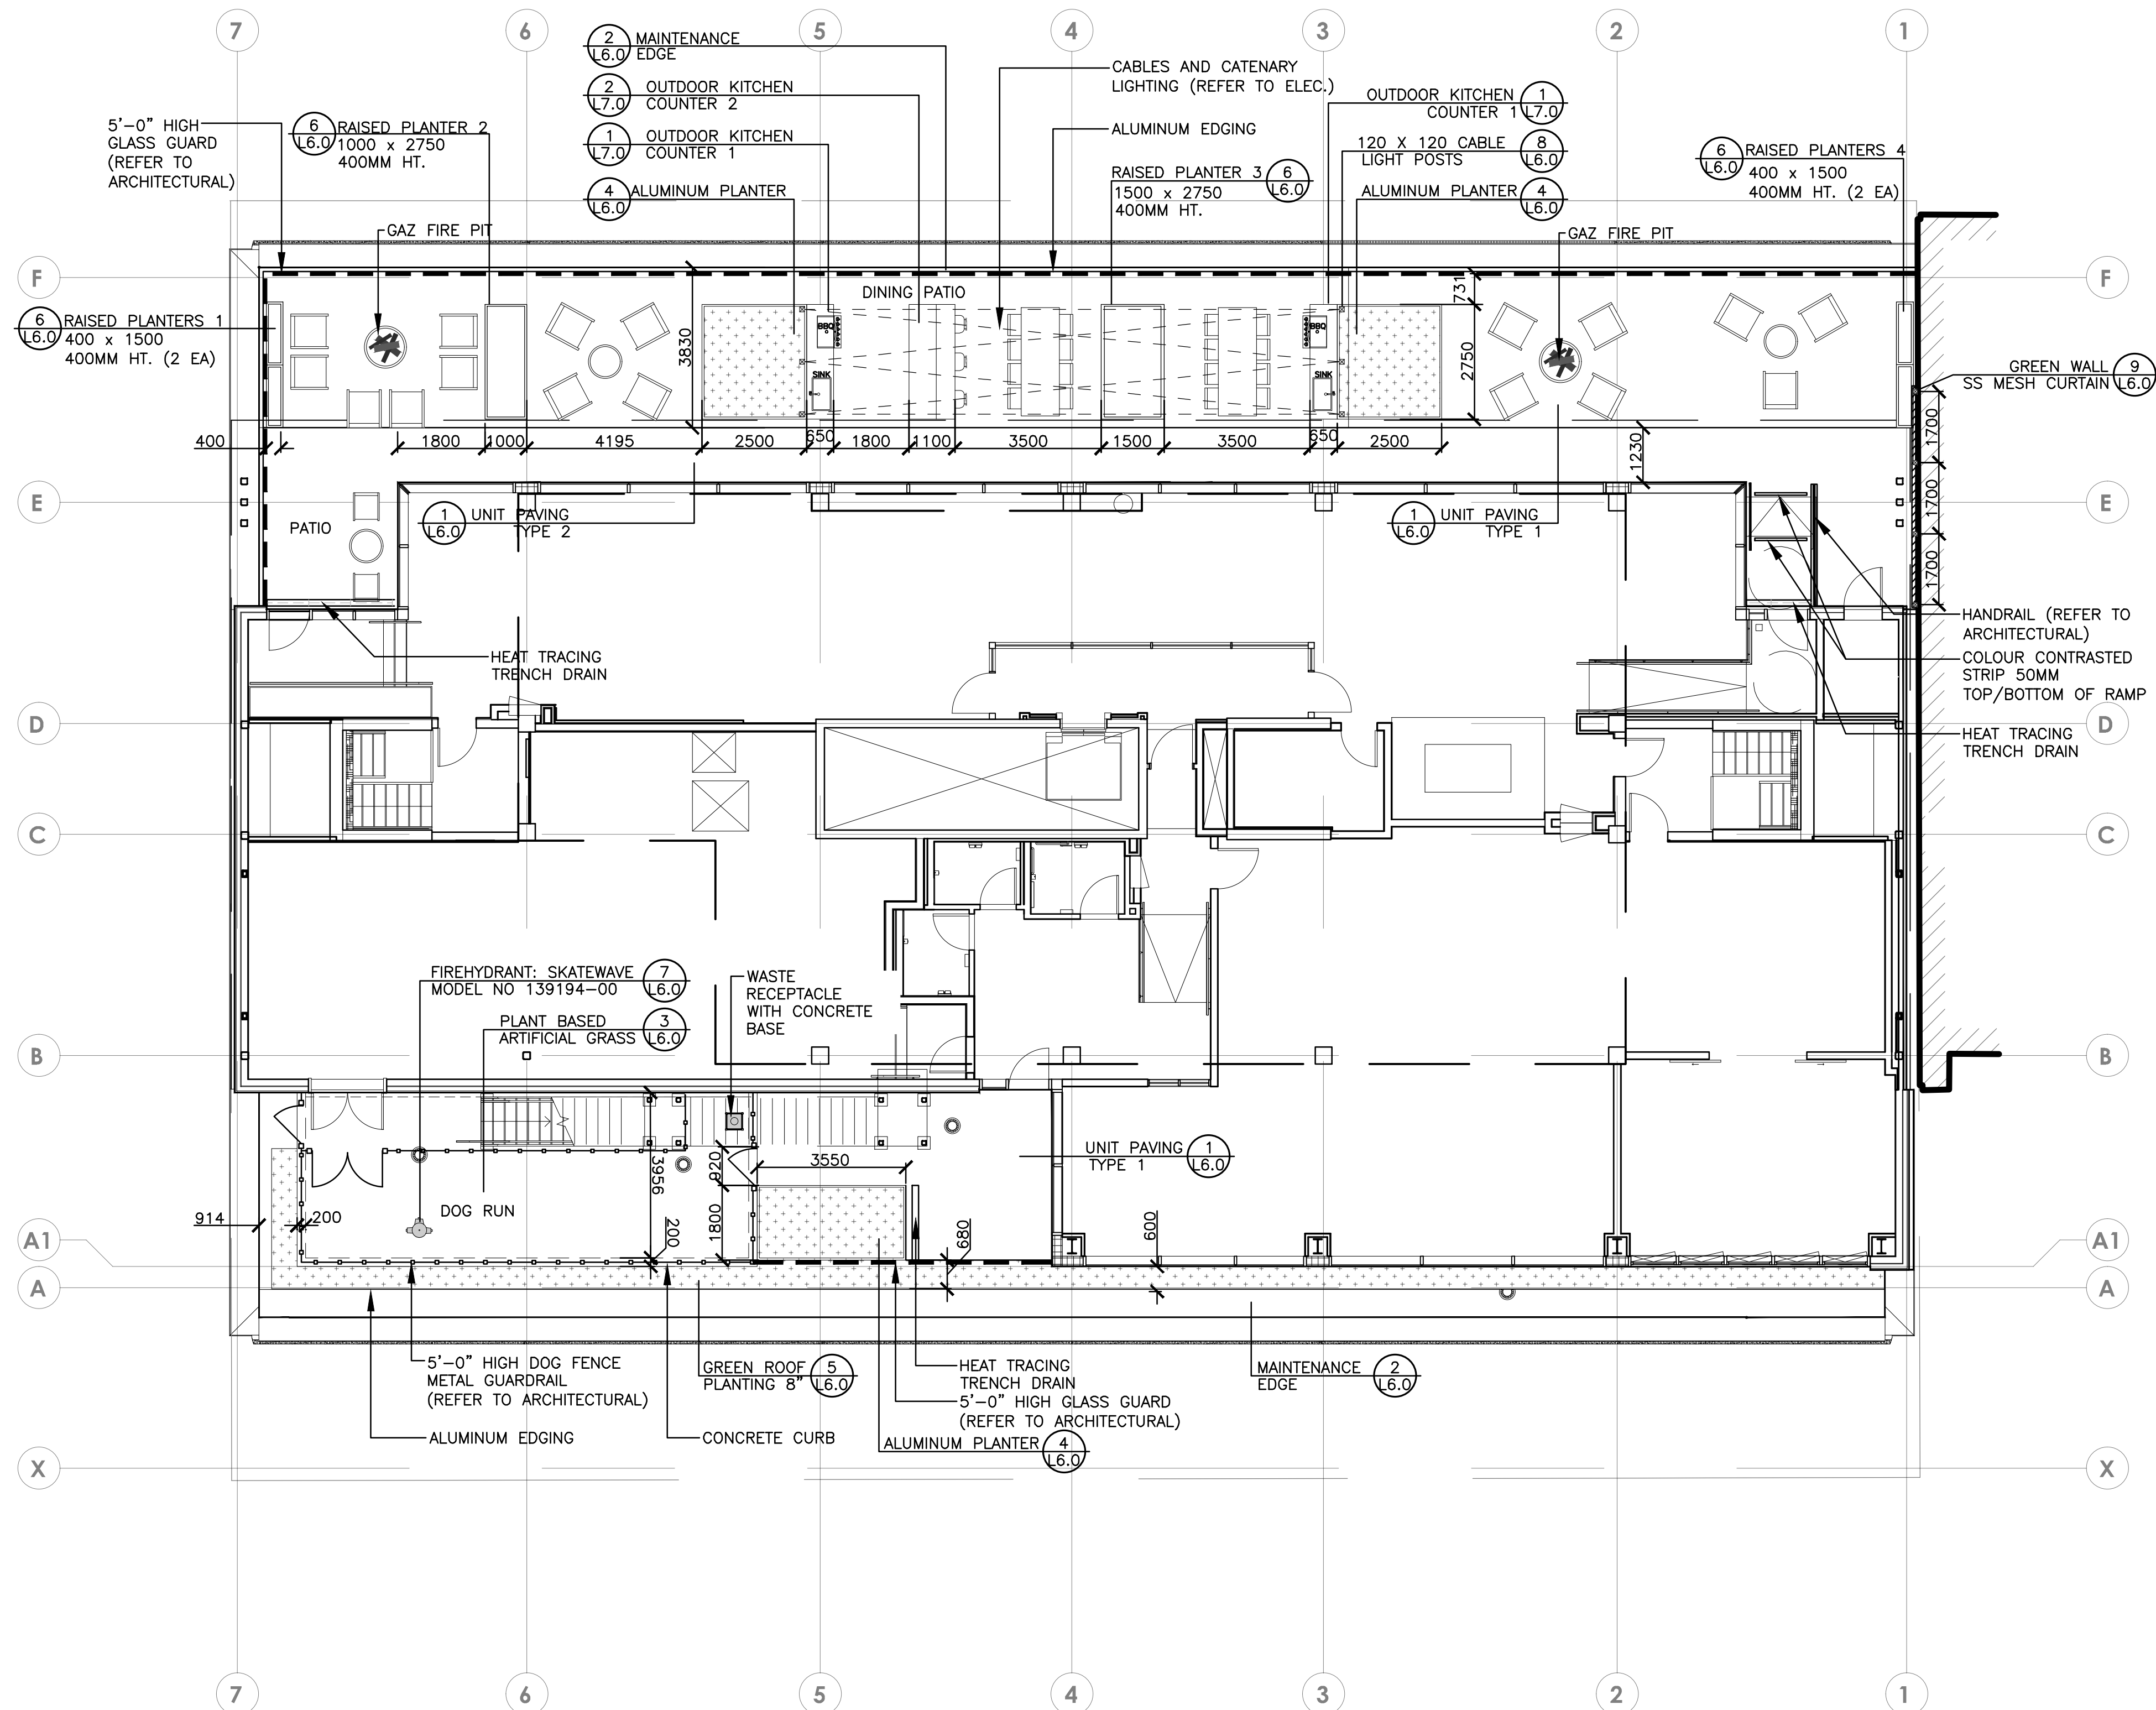 7
6
5
4
3
2
1
2
L6.0
MAINTENANCE
EDGE
2
L7.0
OUTDOOR KITCHEN
COUNTER 2
1
L7.0
OUTDOOR KITCHEN
COUNTER 1
4
L6.0
ALUMINUM PLANTER
CABLES AND CATENARY
LIGHTING (REFER TO ELEC.)
ALUMINUM EDGING
OUTDOOR KITCHEN
COUNTER 1
1
L7.0
120 X 120 CABLE
LIGHT POSTS
8
L6.0
RAISED PLANTER 3
1500 x 2750
400MM HT.
6
L6.0
ALUMINUM PLANTER
4
L6.0
6
L6.0
RAISED PLANTERS 4
400 x 1500
400MM HT. (2 EA)
5'-0" HIGH
GLASS GUARD
(REFER TO
ARCHITECTURAL)
6
L6.0
RAISED PLANTER 2
1000 x 2750
400MM HT.
GAZ FIRE PIT
GAZ FIRE PIT
F
F
6
L6.0
RAISED PLANTERS 1
400 x 1500
400MM HT. (2 EA)
DINING PATIO
BBQ
SINK
BBQ
SINK
3830
731
2750
GREEN WALL
SS MESH CURTAIN
9
L6.0
400
1800
1000
4195
2500
650
1800
1100
3500
1500
3500
650
2500
1230
1700
1700
1700
E
E
PATIO
1
L6.0
UNIT PAVING
TYPE 2
1
L6.0
UNIT PAVING
TYPE 1
HEAT TRACING
TRENCH DRAIN
HANDRAIL (REFER TO
ARCHITECTURAL)
COLOUR CONTRASTED
STRIP 50MM
TOP/BOTTOM OF RAMP
HEAT TRACING
TRENCH DRAIN
D
D
C
C
FIREHYDRANT: SKATEWAVE
MODEL NO 139194-00
7
L6.0
PLANT BASED
ARTIFICIAL GRASS
3
L6.0
WASTE
RECEPTACLE
WITH CONCRETE
BASE
B
B
UNIT PAVING
TYPE 1
1
L6.0
3956
920
3550
1800
200
680
600
914
200
DOG RUN
A1
A1
A
A
5'-0" HIGH DOG FENCE
METAL GUARDRAIL
(REFER TO ARCHITECTURAL)
ALUMINUM EDGING
GREEN ROOF
PLANTING 8"
5
L6.0
CONCRETE CURB
HEAT TRACING
TRENCH DRAIN
5'-0" HIGH GLASS GUARD
(REFER TO ARCHITECTURAL)
ALUMINUM PLANTER
4
L6.0
MAINTENANCE
EDGE
2
L6.0
X
X
7
6
5
4
3
2
1